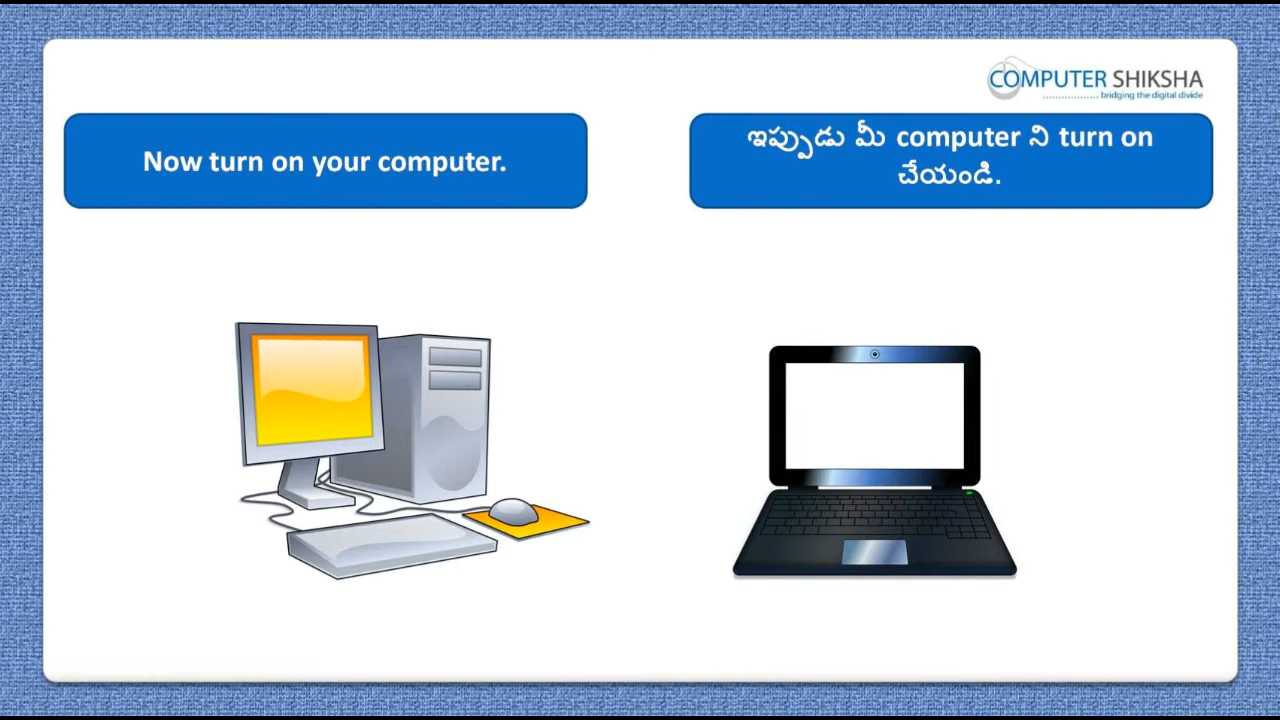 COMPUTER SHIKSHA
bridging the digital divide
Now turn on your computer.
ఇప్పుడు మీ computer ని turn on
చేయండి.